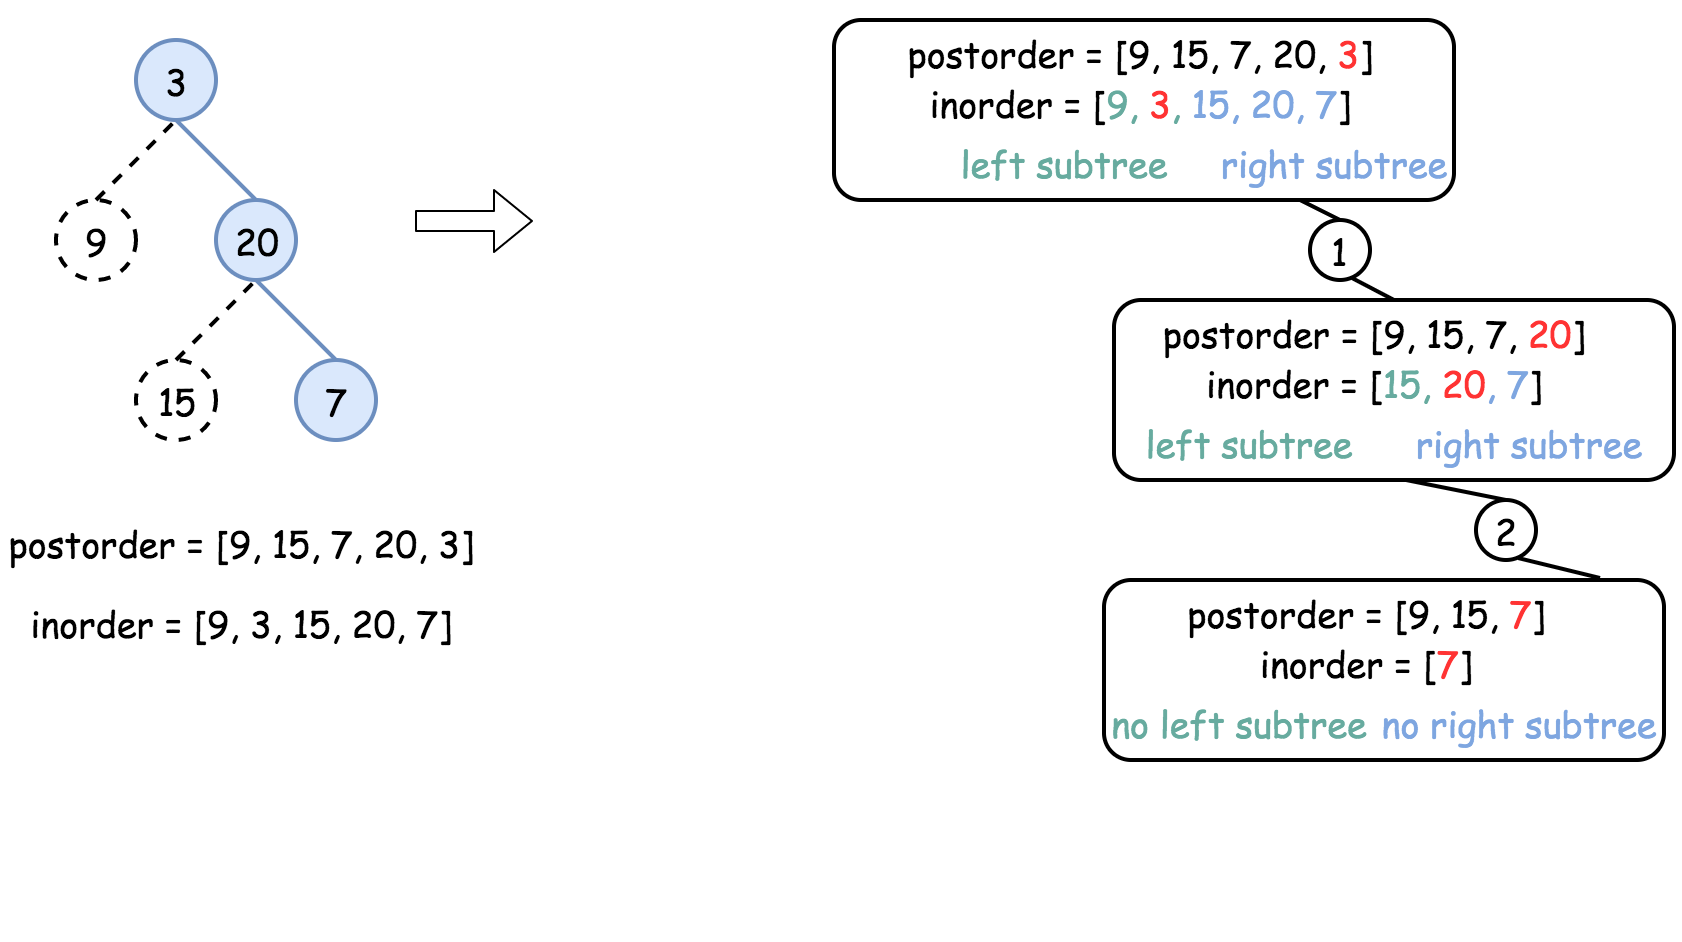 3
9
20
15
7
postorder = [9, 15, 7, 20, 3]
inorder = [9, 3, 15, 20, 7]
postorder = [9, 15, 7, 20, 3]
inorder = [9, 3, 15, 20, 7]
left subtree right subtree
1
postorder = [9, 15, 7, 20]
inorder = [15, 20, 7]
left subtree right subtree
2
postorder = [9, 15, 7]
inorder = [7]
no left subtree no right subtree